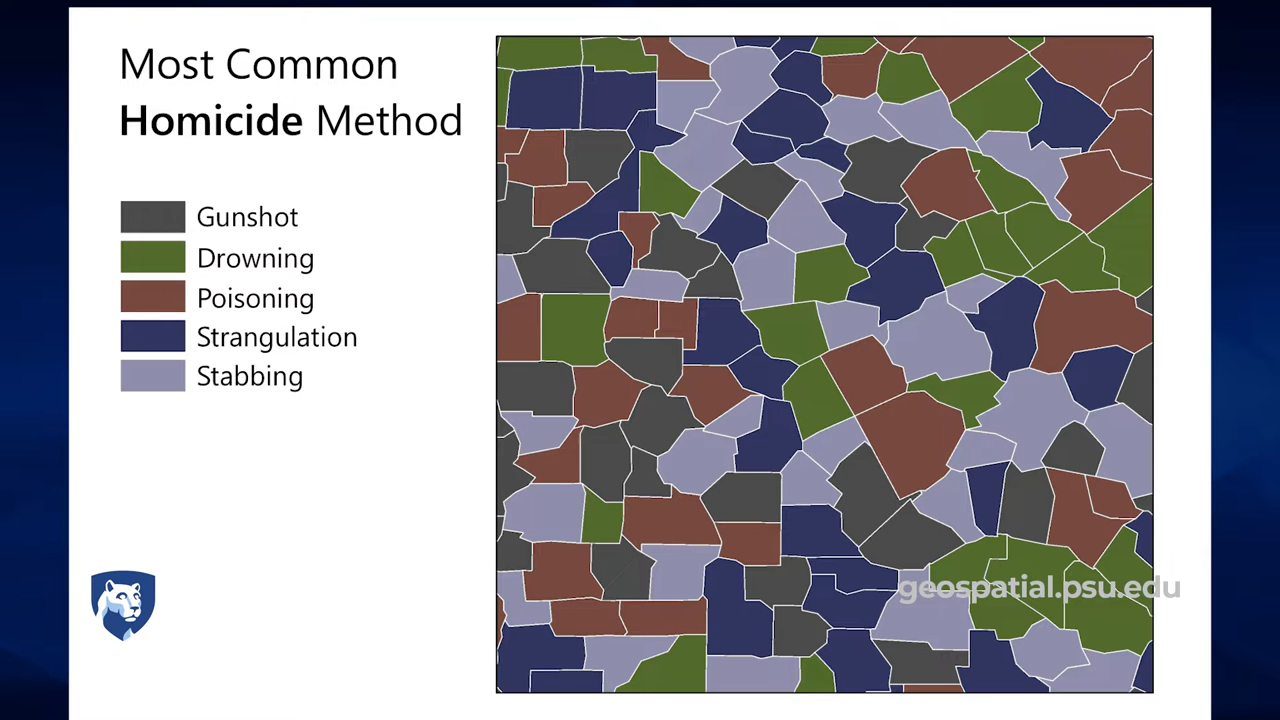 Most Common
Homicide Method
Gunshot
Drowning
Poisoning
Strangulation
Stabbing
geospatial.psu.edu